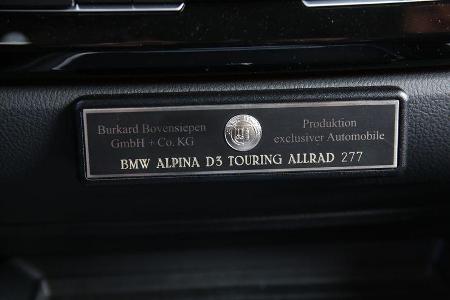 Burkard Bovensiepen
GmbH + Co. KG
Produktion
exclusiver Automobile
BMW ALPINA D3 TOURING ALLRAD 277